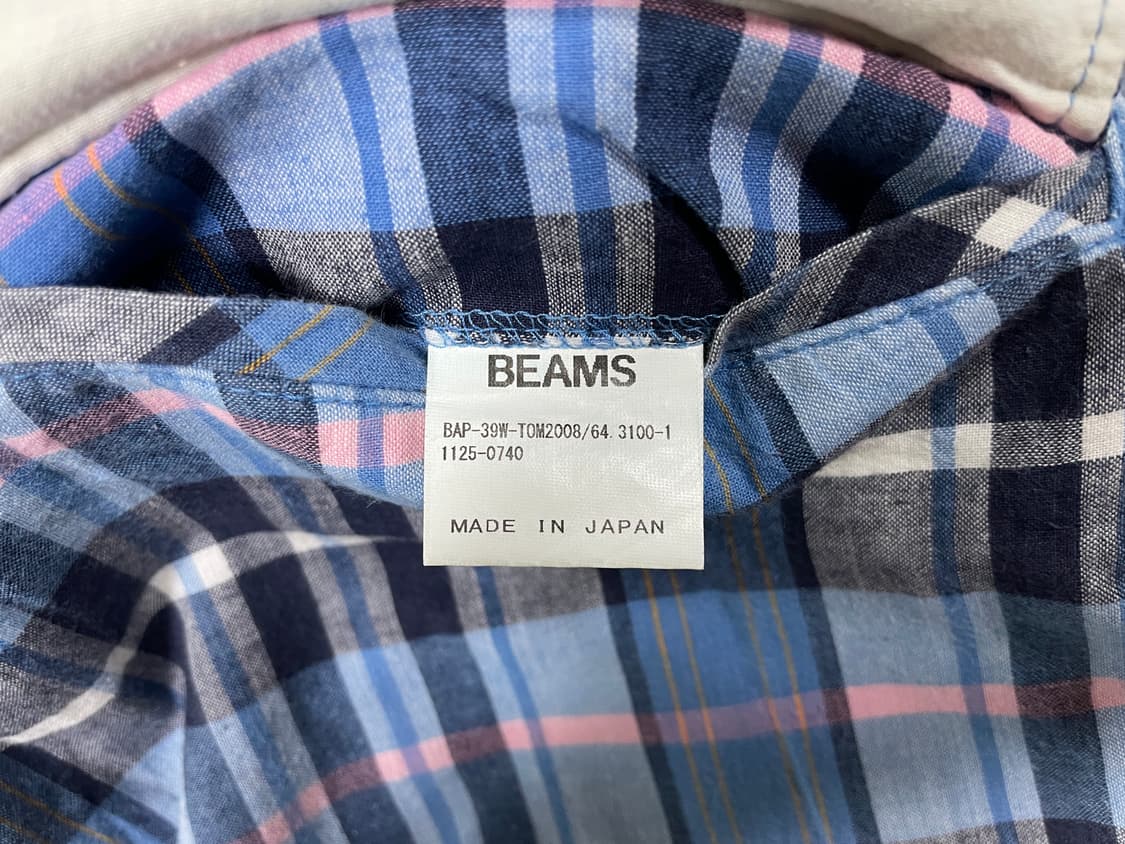 BEAMS
BAP-39W-TOM2008/64.3100-1
1125-0740
MADE IN JAPAN